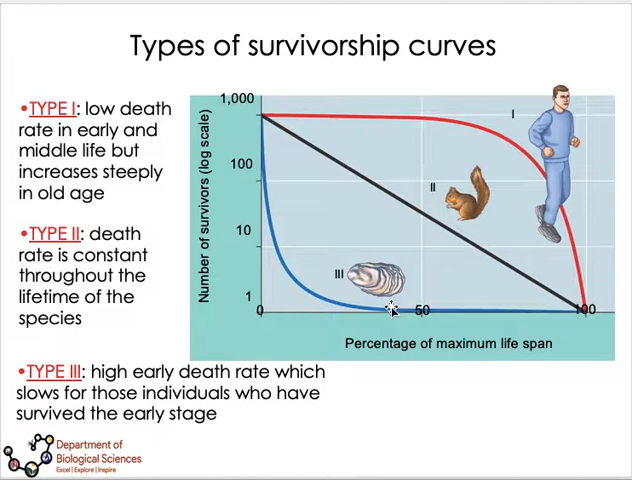 Types of survivorship curves
•TYPE I: low death
rate in early and
middle life but
increases steeply
in old age
•TYPE II: death
rate is constant
throughout the
lifetime of the
species
•TYPE III: high early death rate which
slows for those individuals who have
survived the early stage
Number of survivors (log scale)
1,000
100
10
1
I
II
III
0
50
100
Percentage of maximum life span
Department of
Biological Sciences
Excel | Explore | Inspire